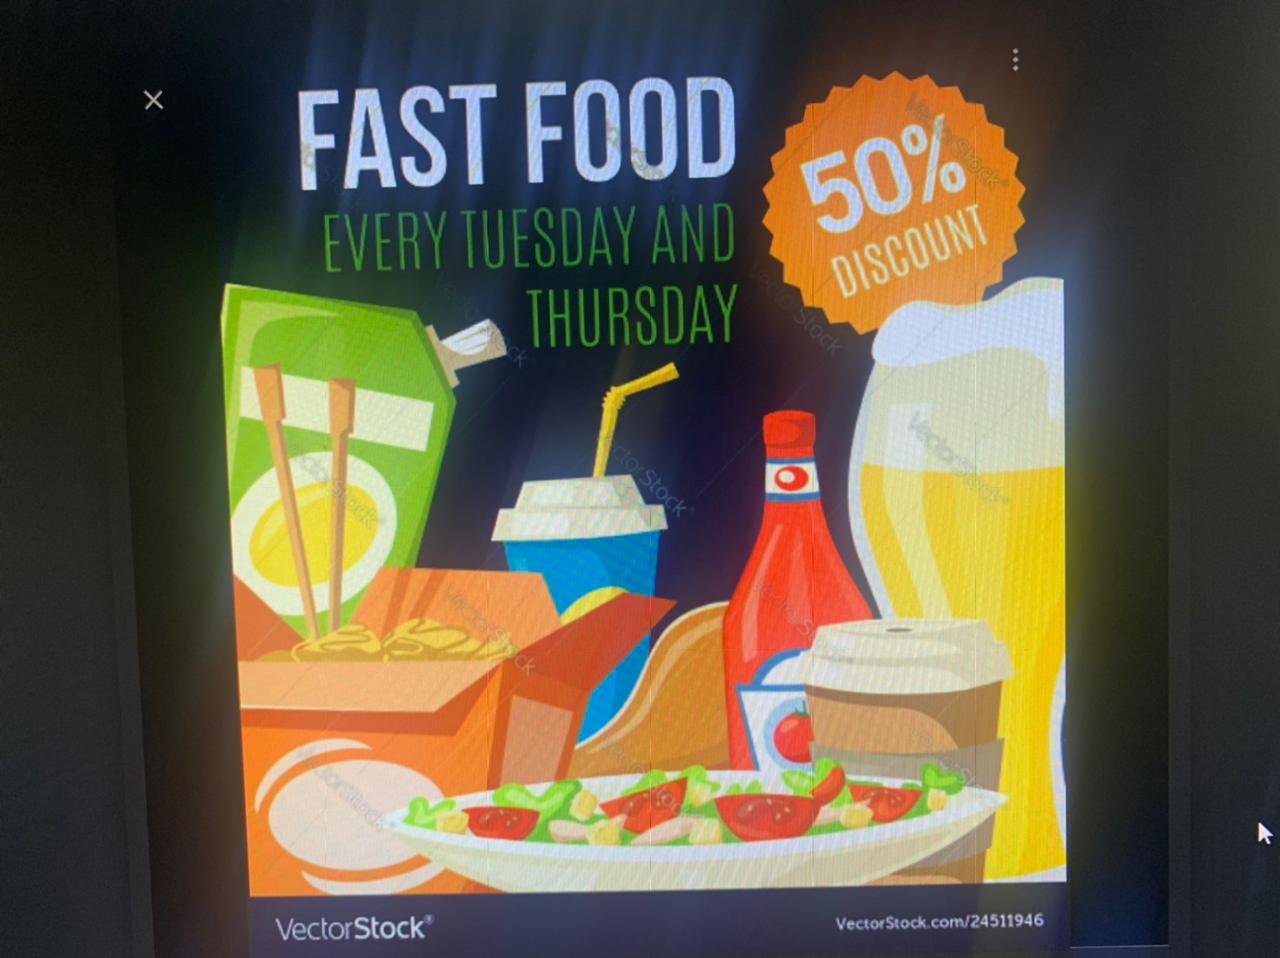 FAST FOOD
EVERY TUESDAY AND
THURSDAY
50%
DISCOUNT
VectorStock®
VectorStock.com/24511946